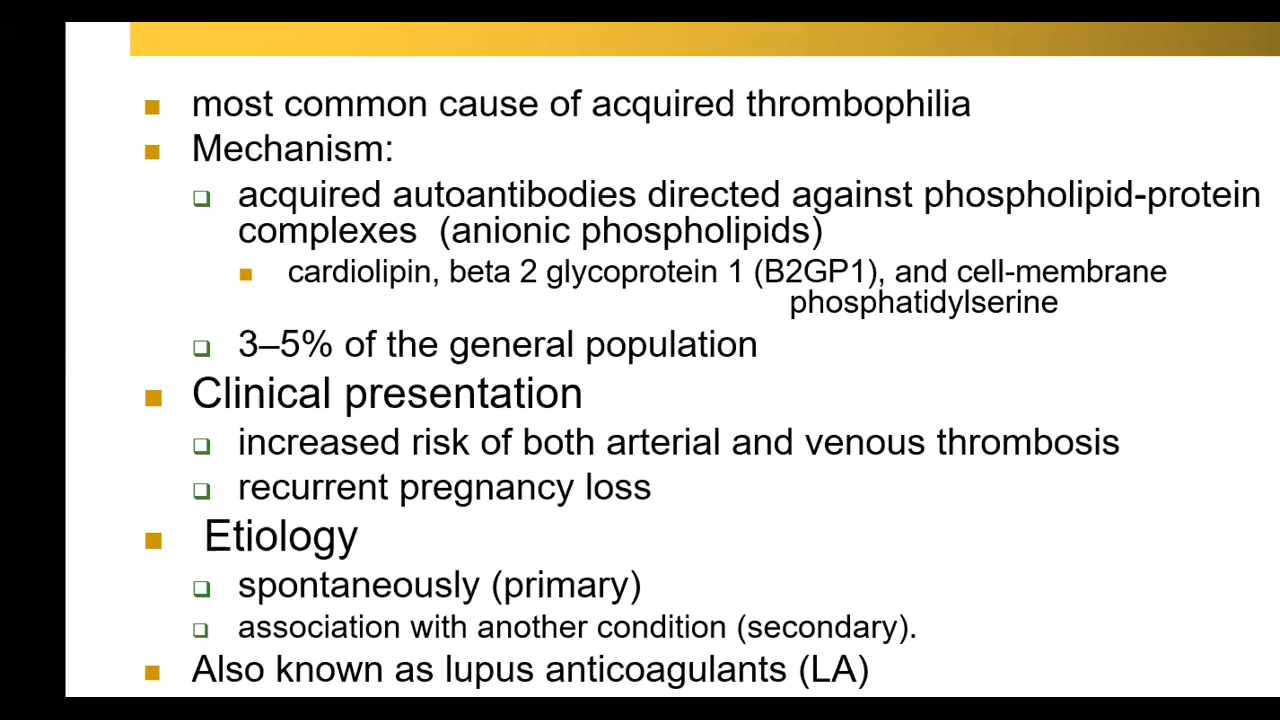 most common cause of acquired thrombophilia
Mechanism:
acquired autoantibodies directed against phospholipid-protein
complexes (anionic phospholipids)
cardiolipin, beta 2 glycoprotein 1 (B2GP1), and cell-membrane
phosphatidylserine
3–5% of the general population
Clinical presentation
increased risk of both arterial and venous thrombosis
recurrent pregnancy loss
Etiology
spontaneously (primary)
association with another condition (secondary).
Also known as lupus anticoagulants (LA)